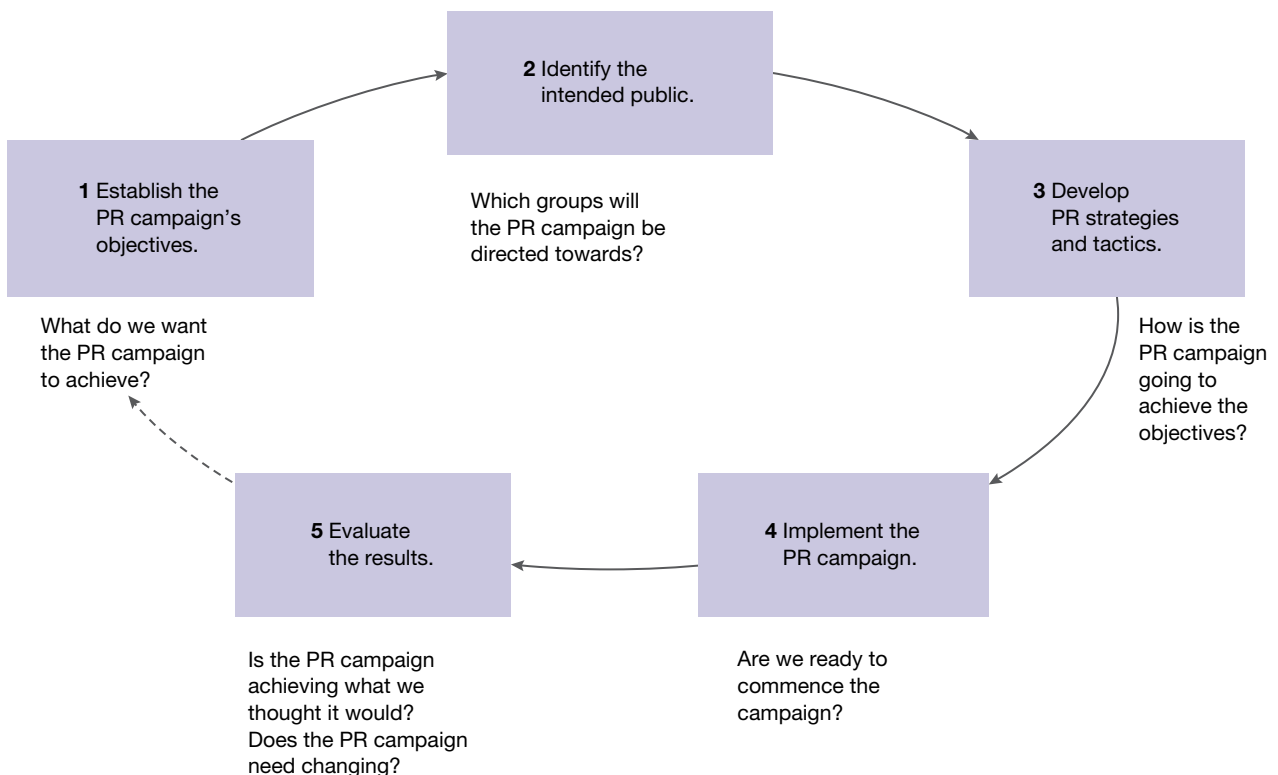 1 Establish the
PR campaign’s
objectives.
What do we want
the PR campaign
to achieve?
2 Identify the
intended public.
Which groups will
the PR campaign be
directed towards?
3 Develop
PR strategies
and tactics.
How is the
PR campaign
going to
achieve the
objectives?
4 Implement the
PR campaign.
Are we ready to
commence the
campaign?
5 Evaluate
the results.
Is the PR campaign
achieving what we
thought it would?
Does the PR campaign
need changing?